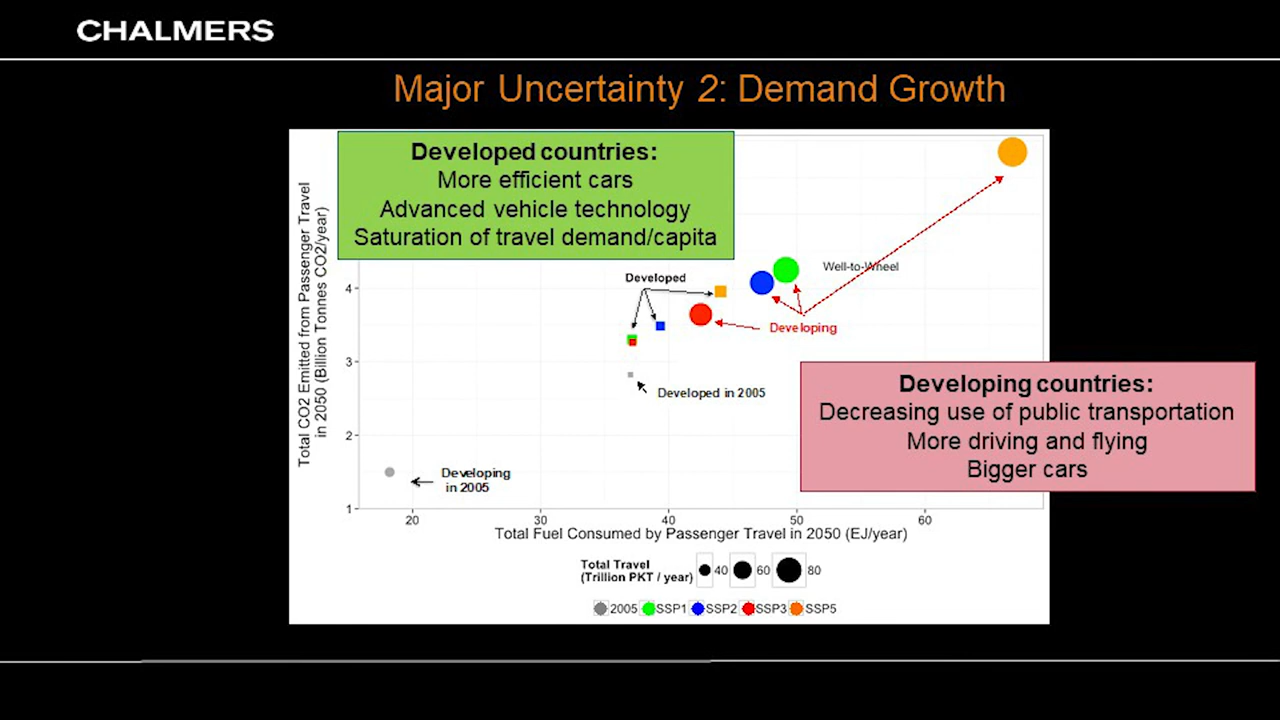 CHALMERS
Major Uncertainty 2: Demand Growth
Developed countries:
More efficient cars
Advanced vehicle technology
Saturation of travel demand/capita
Total CO2 Emitted from Passenger Travel
in 2050 (Billion Tonnes CO2/year)
4
3
2
1
Developed
Well-to-Wheel
Developing
Developed in 2005
Developing
in 2005
Developing countries:
Decreasing use of public transportation
More driving and flying
Bigger cars
20 30 40 50 60
Total Fuel Consumed by Passenger Travel in 2050 (EJ/year)
Total Travel
(Trillion PKT / year) 40 60 80
2005 SSP1 SSP2 SSP3 SSP5